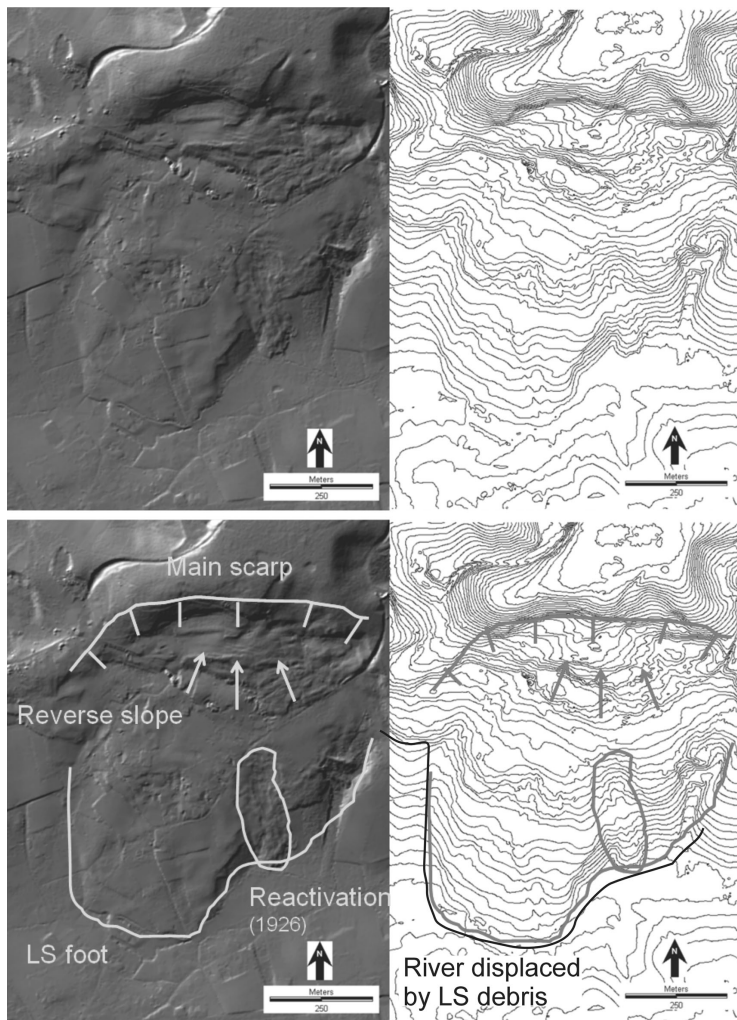 N
Meters
250
N
Meters
250
Main scarp
Reverse slope
Reactivation
(1926)
LS foot
N
Meters
250
River displaced
by LS debris
N
Meters
250